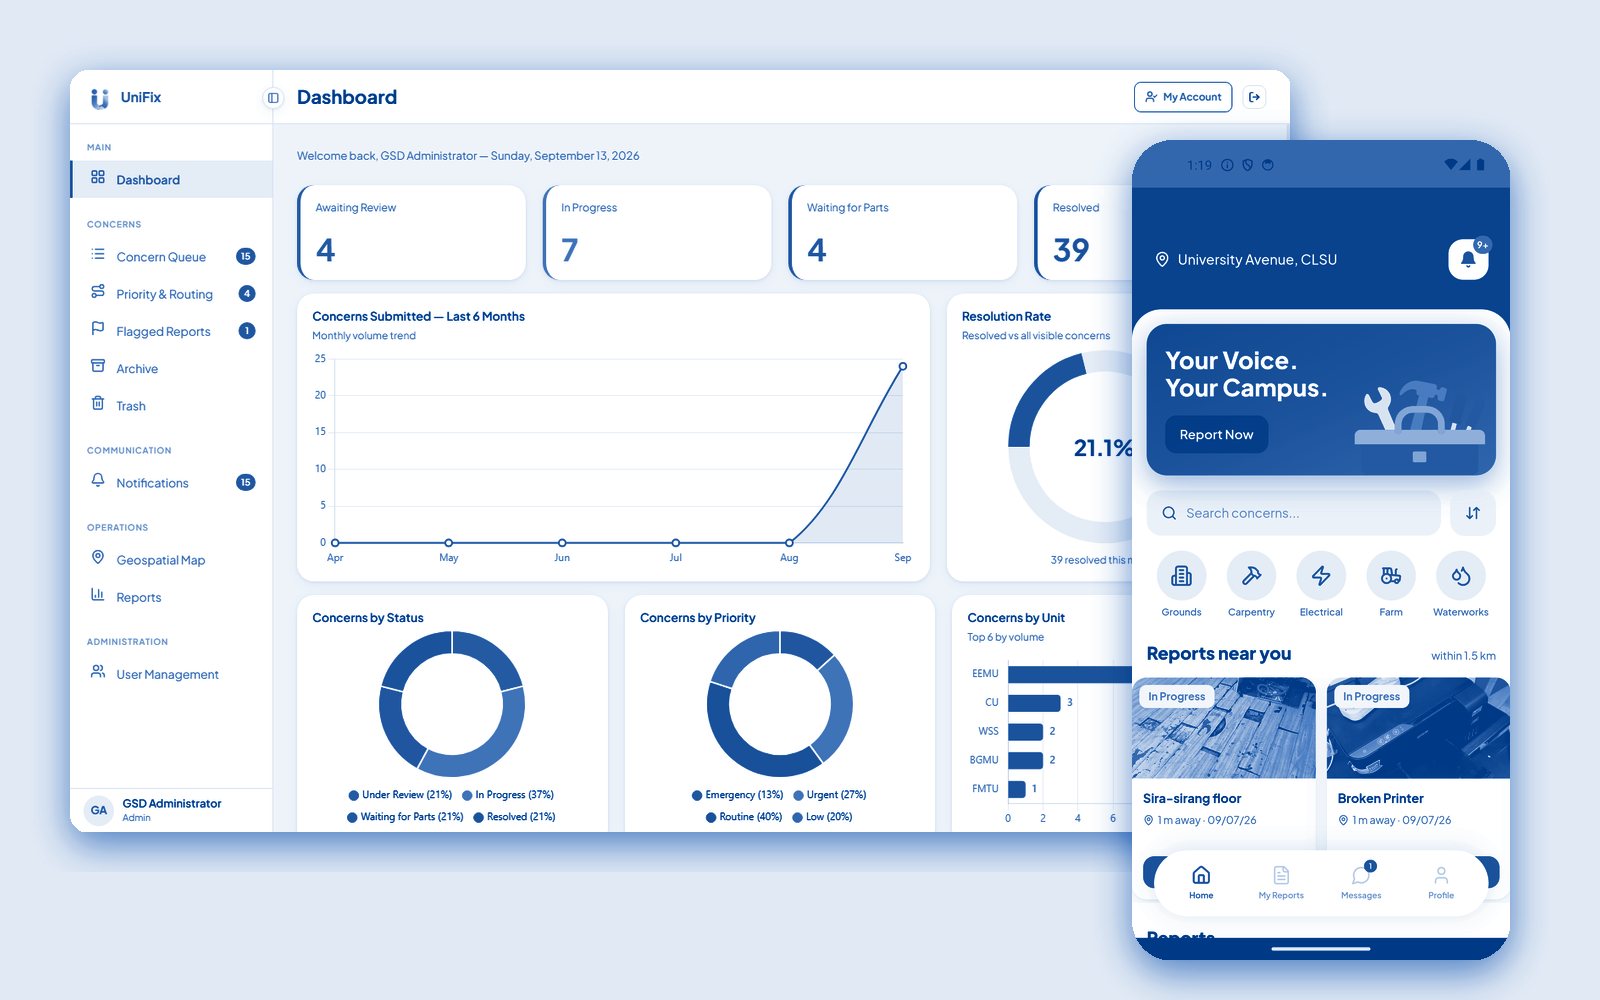 UniFix
Dashboard
My Account
MAIN
Dashboard
CONCERNS
Concern Queue 15
Priority & Routing 4
Flagged Reports 1
Archive
Trash
COMMUNICATION
Notifications 15
OPERATIONS
Geospatial Map
Reports
ADMINISTRATION
User Management
GA
GSD Administrator
Admin
Welcome back, GSD Administrator — Sunday, September 13, 2026
Awaiting Review
4
In Progress
7
Waiting for Parts
4
Resolved
39
Concerns Submitted — Last 6 Months
Monthly volume trend
25
20
15
10
5
0
Apr May Jun Jul Aug Sep
Resolution Rate
Resolved vs all visible concerns
21.1%
39 resolved this
Concerns by Status
Under Review (21%) In Progress (37%)
Waiting for Parts (21%) Resolved (21%)
Concerns by Priority
Emergency (13%) Urgent (27%)
Routine (40%) Low (20%)
Concerns by Unit
Top 6 by volume
EEMU
CU 3
WSS 2
BGMU 2
FMTU 1
0 2 4 6
1:19
University Avenue, CLSU
9+
Your Voice.
Your Campus.
Report Now
Search concerns...
Grounds Carpentry Electrical Farm Waterworks
Reports near you
within 1.5 km
In Progress
Sira-sirang floor
1 m away · 09/07/26
In Progress
Broken Printer
1 m away · 09/07/26
1
Home My Reports Messages Profile
Reports